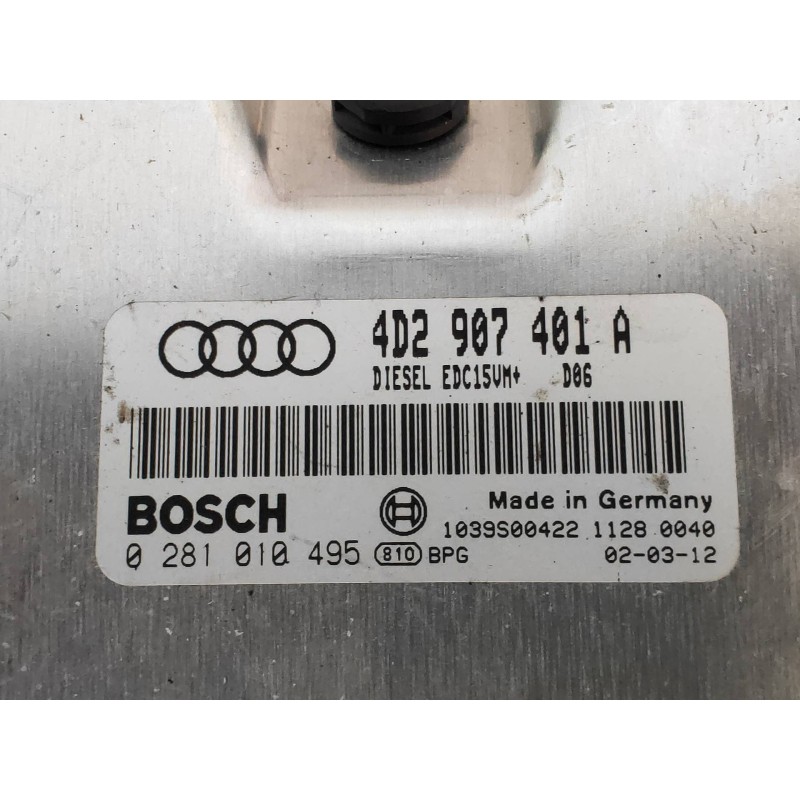 4D2 907 401 A
DIESEL EDC15VM+ D06
BOSCH
Made in Germany
1039S00422 1128 0040
0 281 010 495 810 BPG 02-03-12